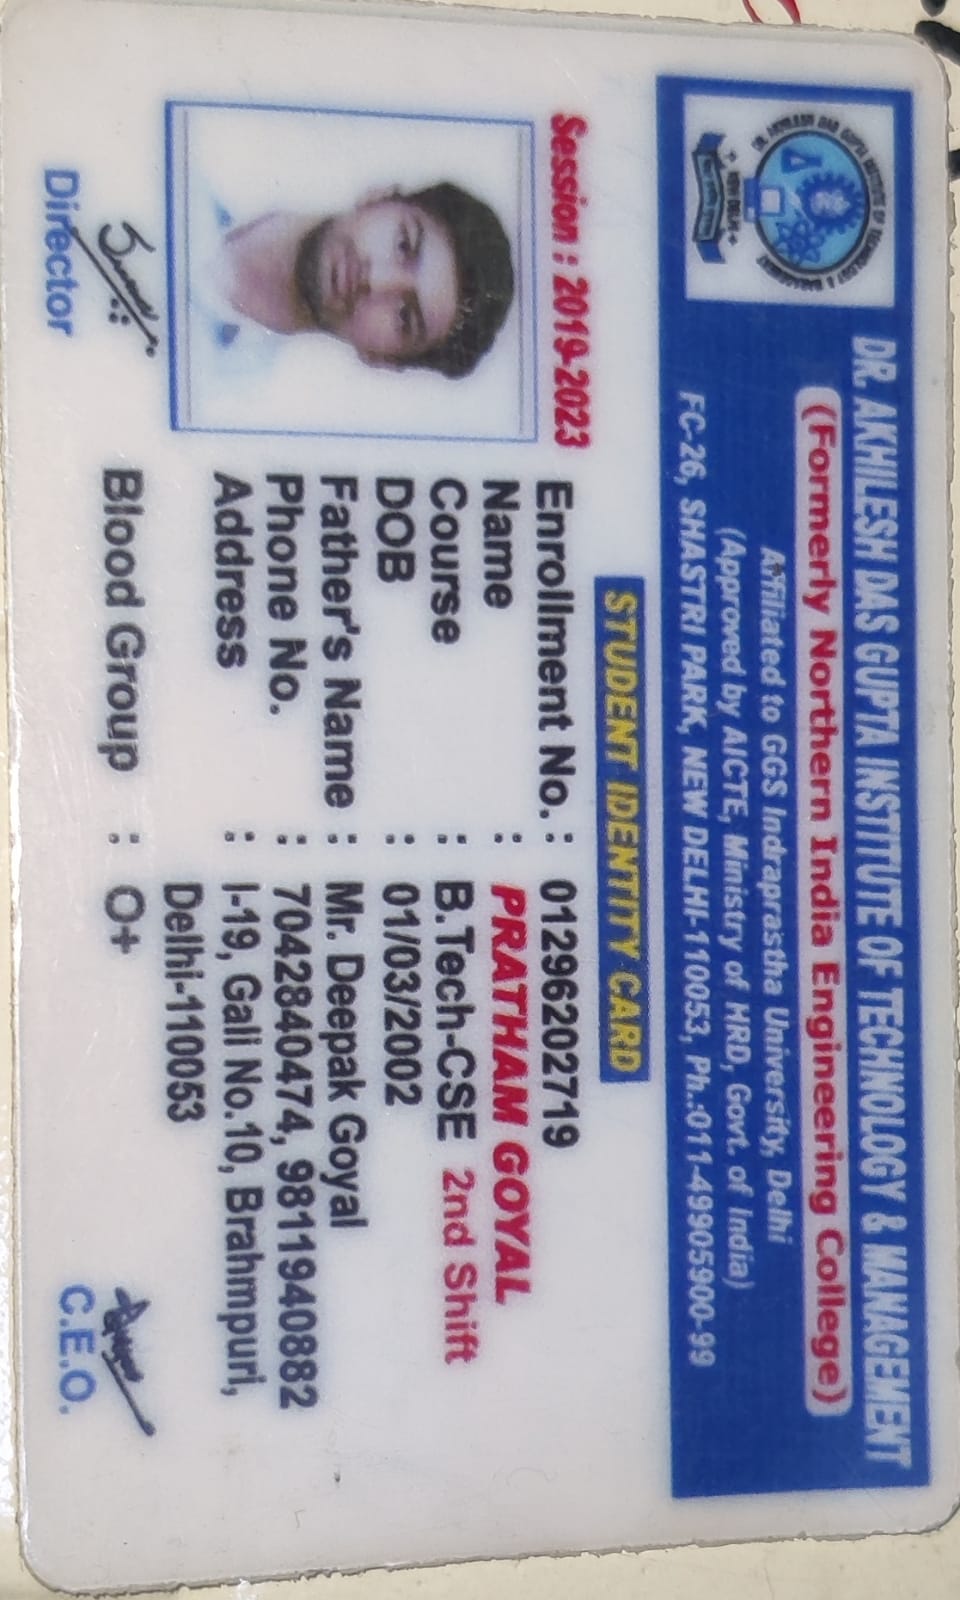 DR. AKHILESH DAS GUPTA INSTITUTE OF TECHNOLOGY & MANAGEMENT
(Formerly Northern India Engineering College)
Affiliated to GGS Indraprastha University, Delhi
(Approved by AICTE, Ministry of HRD, Govt. of India)
FC-26, SHASTRI PARK, NEW DELHI-110053, Ph.:011-49905900-99
STUDENT IDENTITY CARD
Session : 2019-2023
Enrollment No. : 01296202719
Name : PRATHAM GOYAL
Course : B.Tech-CSE 2nd Shift
DOB : 01/03/2002
Father's Name : Mr. Deepak Goyal
Phone No. : 7042840474, 9811940882
Address : I-19, Gali No.10, Brahmpuri,
Delhi-110053
Blood Group : O+
Director
C.E.O.